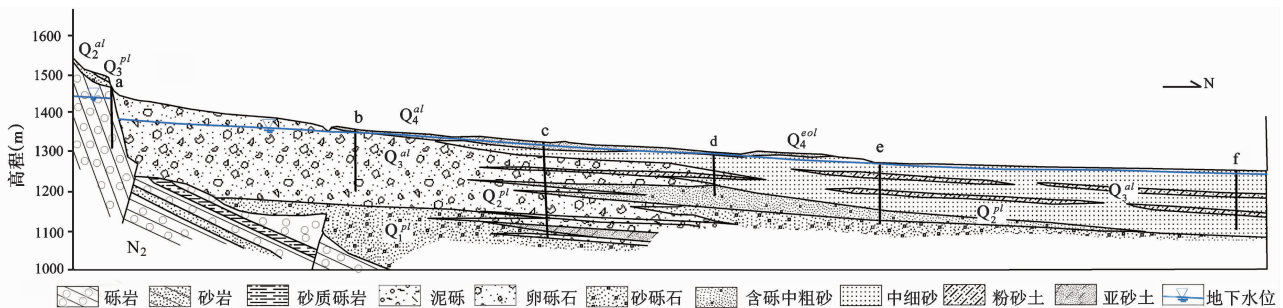 1600
1500
1400
1300
1200
1100
1000
高程(m)
Q₂ᵃˡ
Q₃ᵖˡ
a
b
Q₄ᵃˡ
c
d
Q₄ᵉᵒˡ
e
f
N
Q₃ᵃˡ
Q₂ᵖˡ
Q₁ᵖˡ
N₂
Q₃ᵃˡ
Q₂ᵖˡ
砾岩 砂岩 砂质砾岩 泥砾 卵砾石 砂砾石 含砾中粗砂 中细砂 粉砂土 亚砂土 地下水位